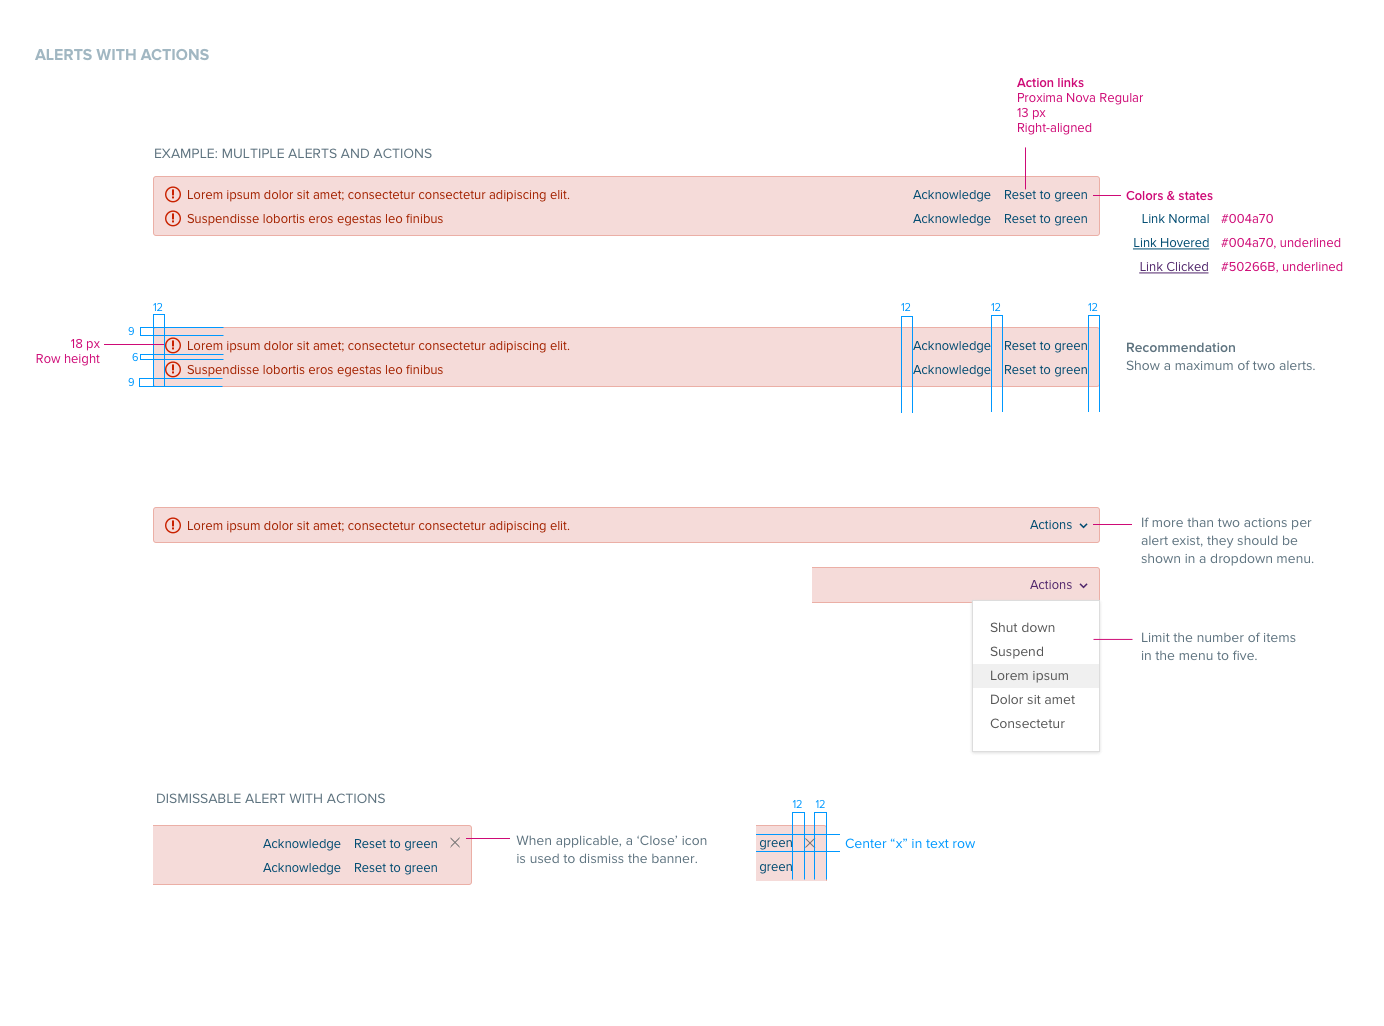 ALERTS WITH ACTIONS
Action links
Proxima Nova Regular
13 px
Right-aligned
EXAMPLE: MULTIPLE ALERTS AND ACTIONS
Lorem ipsum dolor sit amet; consectetur consectetur adipiscing elit. Acknowledge Reset to green
Suspendisse lobortis eros egestas leo finibus Acknowledge Reset to green
Colors & states
Link Normal #004a70
Link Hovered #004a70, underlined
Link Clicked #50266B, underlined
12 12 12 12
9
18 px
Row height
6
9
Lorem ipsum dolor sit amet; consectetur consectetur adipiscing elit. Acknowledge Reset to green
Suspendisse lobortis eros egestas leo finibus Acknowledge Reset to green
Recommendation
Show a maximum of two alerts.
Lorem ipsum dolor sit amet; consectetur consectetur adipiscing elit. Actions
If more than two actions per
alert exist, they should be
shown in a dropdown menu.
Actions
Shut down
Suspend
Lorem ipsum
Dolor sit amet
Consectetur
Limit the number of items
in the menu to five.
DISMISSABLE ALERT WITH ACTIONS
Acknowledge Reset to green
Acknowledge Reset to green
When applicable, a ‘Close’ icon
is used to dismiss the banner.
12 12
green
green
Center “x” in text row